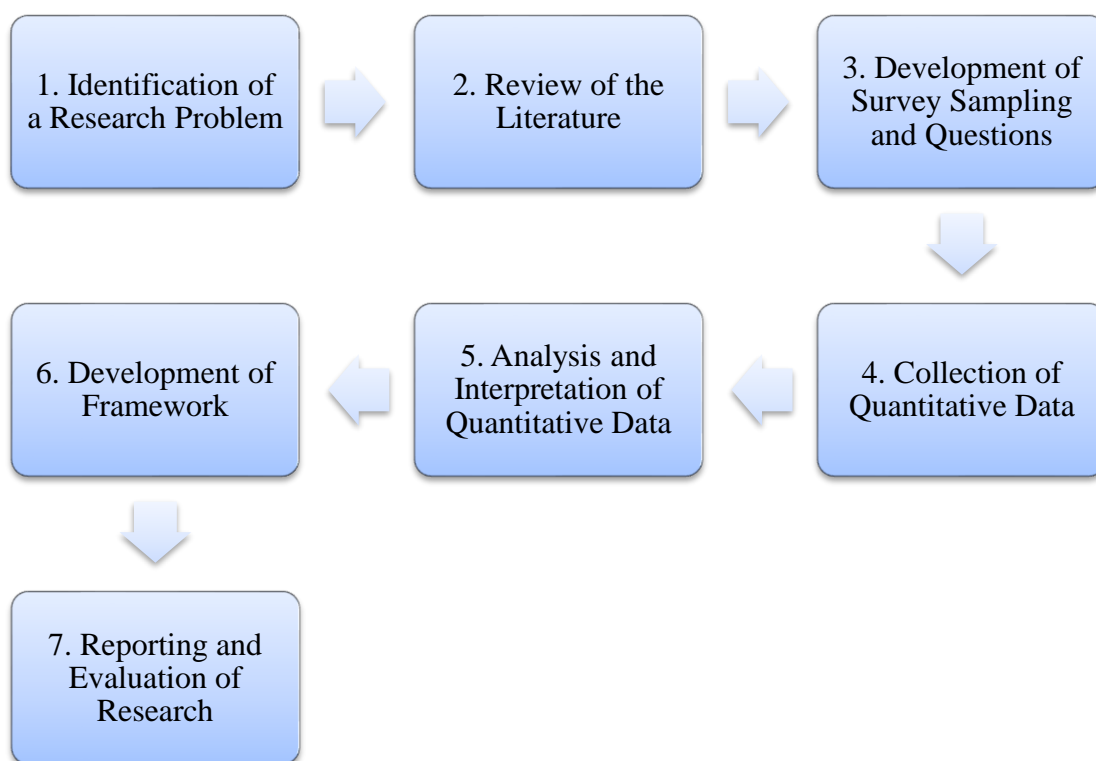 1. Identification of
a Research Problem
2. Review of the
Literature
3. Development of
Survey Sampling
and Questions
4. Collection of
Quantitative Data
5. Analysis and
Interpretation of
Quantitative Data
6. Development of
Framework
7. Reporting and
Evaluation of
Research